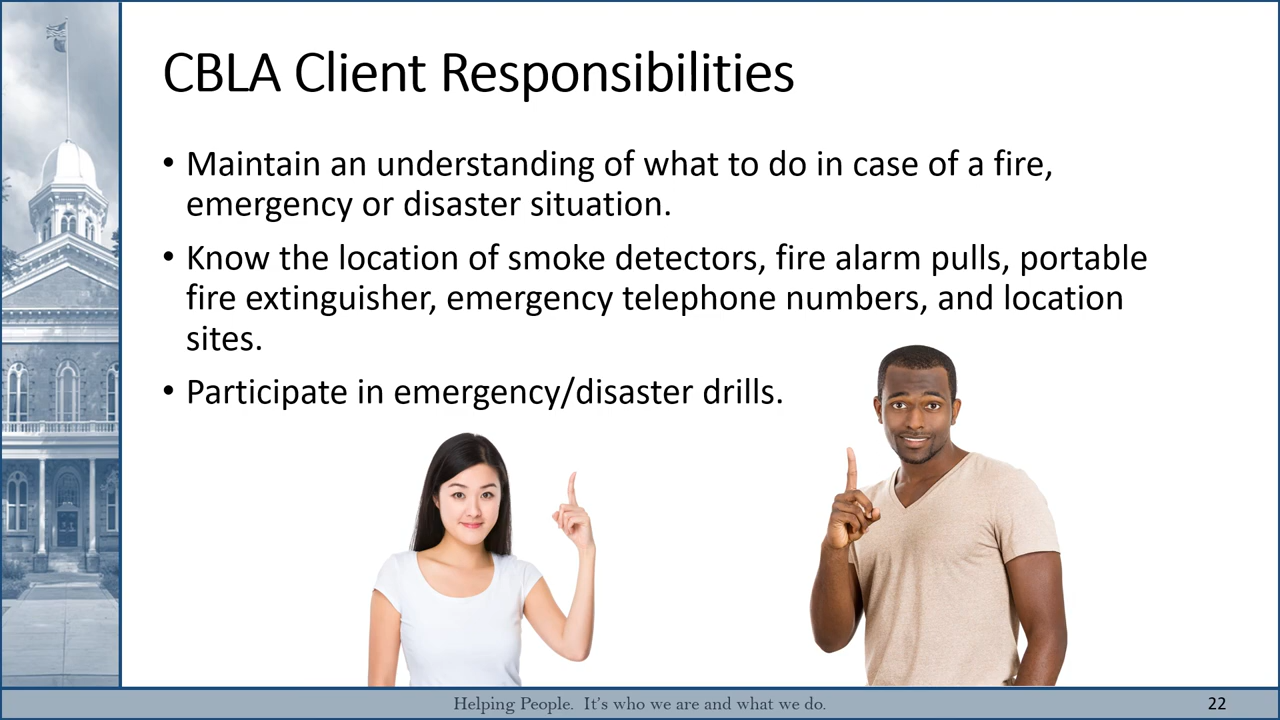 CBLA Client Responsibilities
• Maintain an understanding of what to do in case of a fire,
emergency or disaster situation.
• Know the location of smoke detectors, fire alarm pulls, portable
fire extinguisher, emergency telephone numbers, and location
sites.
• Participate in emergency/disaster drills.
Helping People.  It's who we are and what we do.
22